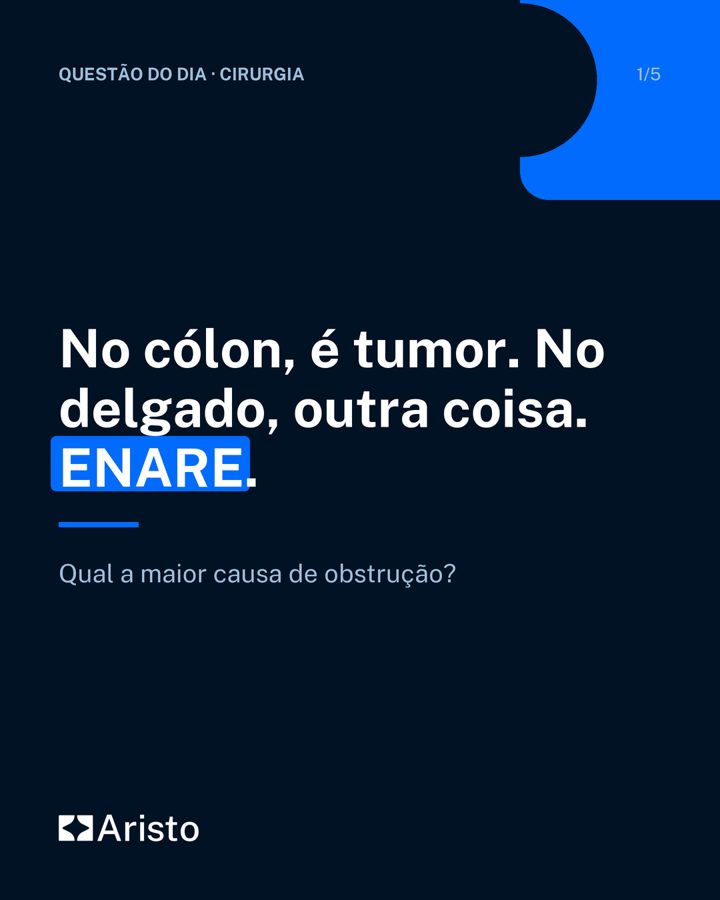 QUESTÃO DO DIA · CIRURGIA
1/5
No cólon, é tumor. No
delgado, outra coisa.
ENARE.
Qual a maior causa de obstrução?
Aristo